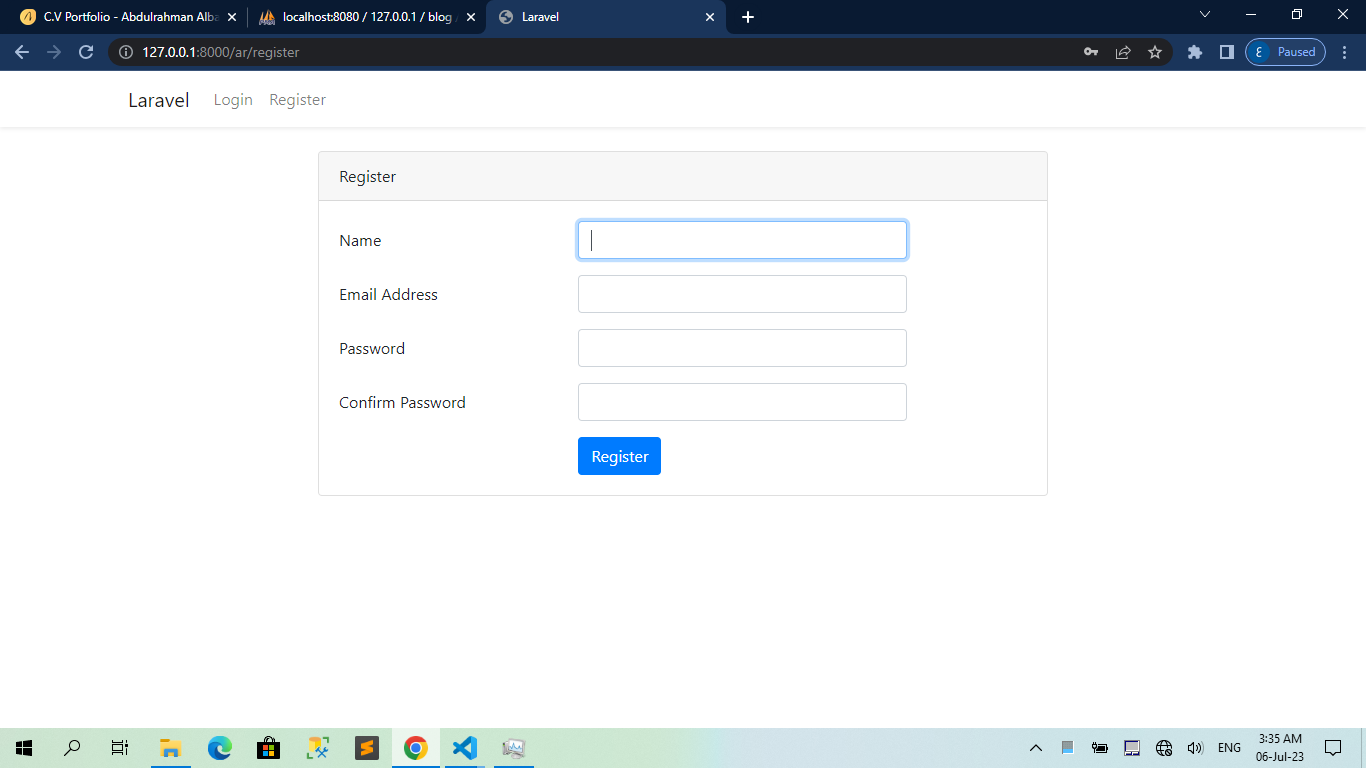 C.V Portfolio - Abdulrahman Alba
localhost:8080 / 127.0.0.1 / blog
Laravel
127.0.0.1:8000/ar/register
Paused
Laravel Login Register
Register
Name
Email Address
Password
Confirm Password
Register
ENG
3:35 AM
06-Jul-23